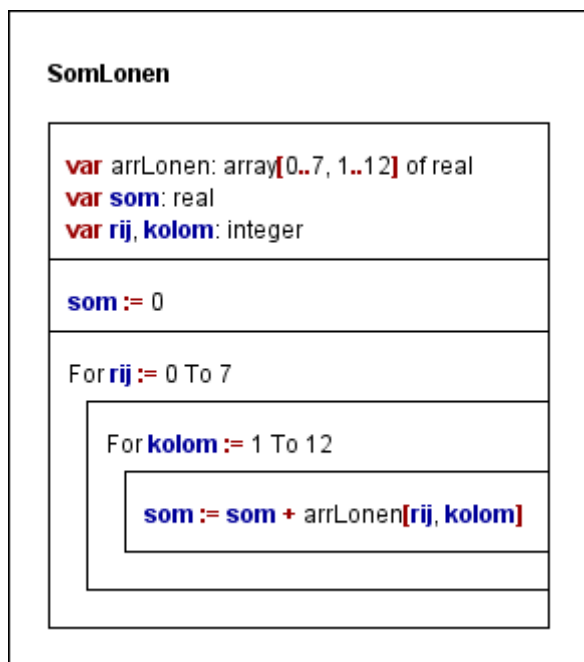 SomLonen
var arrLonen: array[0..7, 1..12] of real
var som: real
var rij, kolom: integer
som := 0
For rij := 0 To 7
For kolom := 1 To 12
som := som + arrLonen[rij, kolom]